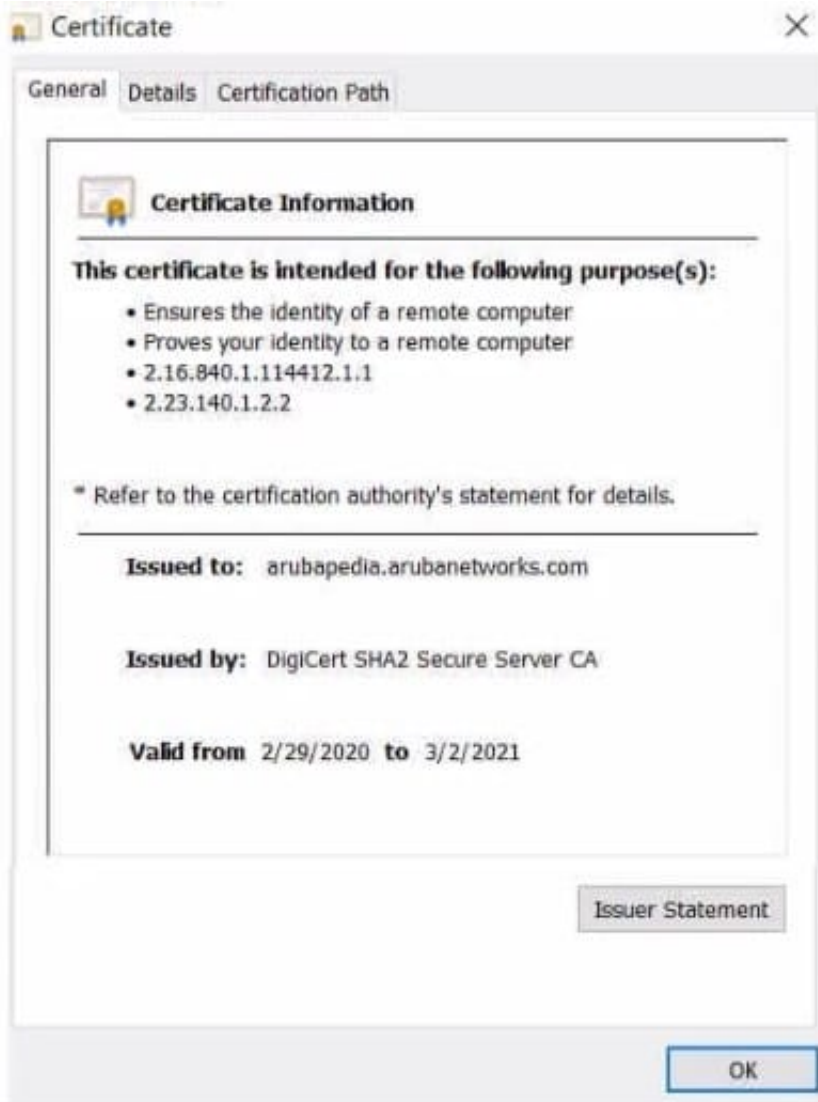 Certificate
General Details Certification Path
Certificate Information
This certificate is intended for the following purpose(s):
• Ensures the identity of a remote computer
• Proves your identity to a remote computer
• 2.16.840.1.114412.1.1
• 2.23.140.1.2.2
* Refer to the certification authority's statement for details.
Issued to: arubapedia.arubanetworks.com
Issued by: DigiCert SHA2 Secure Server CA
Valid from 2/29/2020 to 3/2/2021
Issuer Statement
OK